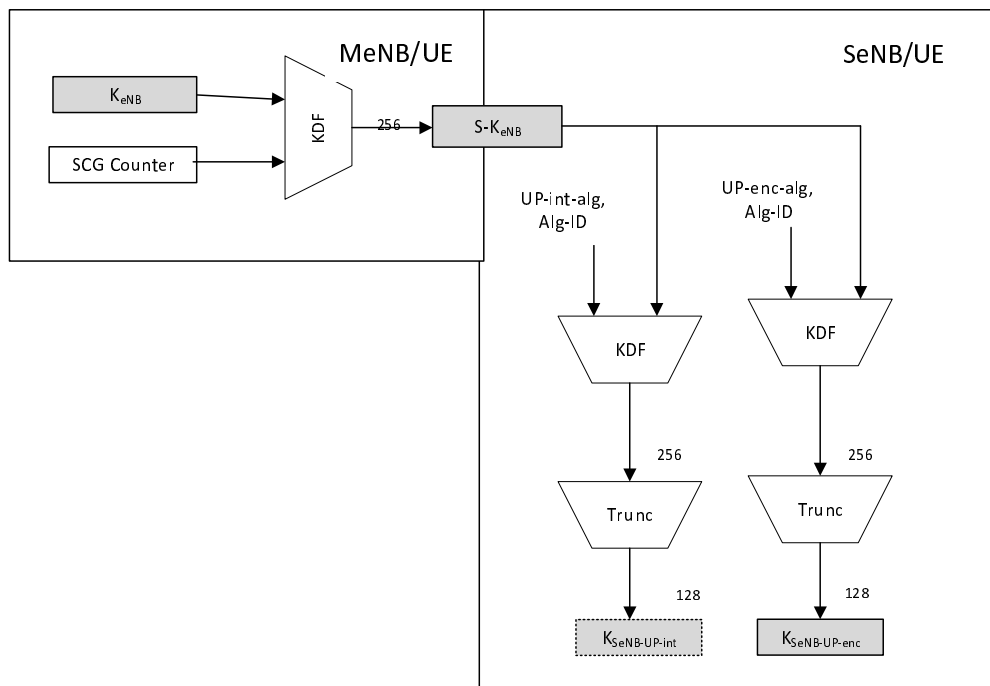 MeNB/UE
SeNB/UE
KeNB
KDF
256
S-KeNB
SCG Counter
UP-int-alg,
Alg-ID
UP-enc-alg,
Alg-ID
KDF
KDF
256
256
Trunc
Trunc
128
128
KSeNB-UP-int
KSeNB-UP-enc